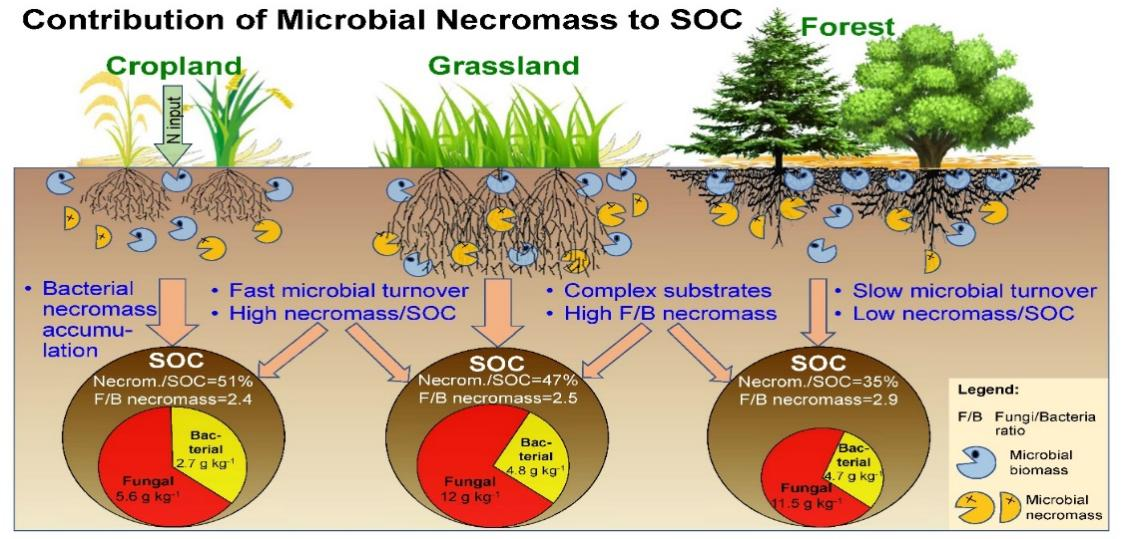 Contribution of Microbial Necromass to SOC
Forest
Cropland
Grassland
N input
• Bacterial
necromass
accumu-
lation
• Fast microbial turnover
• High necromass/SOC
• Complex substrates
• High F/B necromass
• Slow microbial turnover
• Low necromass/SOC
SOC
Necrom./SOC=51%
F/B necromass=2.4
Bac-
terial
2.7 g kg⁻¹
Fungal
5.6 g kg⁻¹
SOC
Necrom./SOC=47%
F/B necromass=2.5
Bac-
terial
4.8 g kg⁻¹
Fungal
12 g kg⁻¹
SOC
Necrom./SOC=35%
F/B necromass=2.9
Bac-
terial
4.7 g kg⁻¹
Fungal
11.5 g kg⁻¹
Legend:
F/B Fungi/Bacteria
ratio
Microbial
biomass
Microbial
necromass